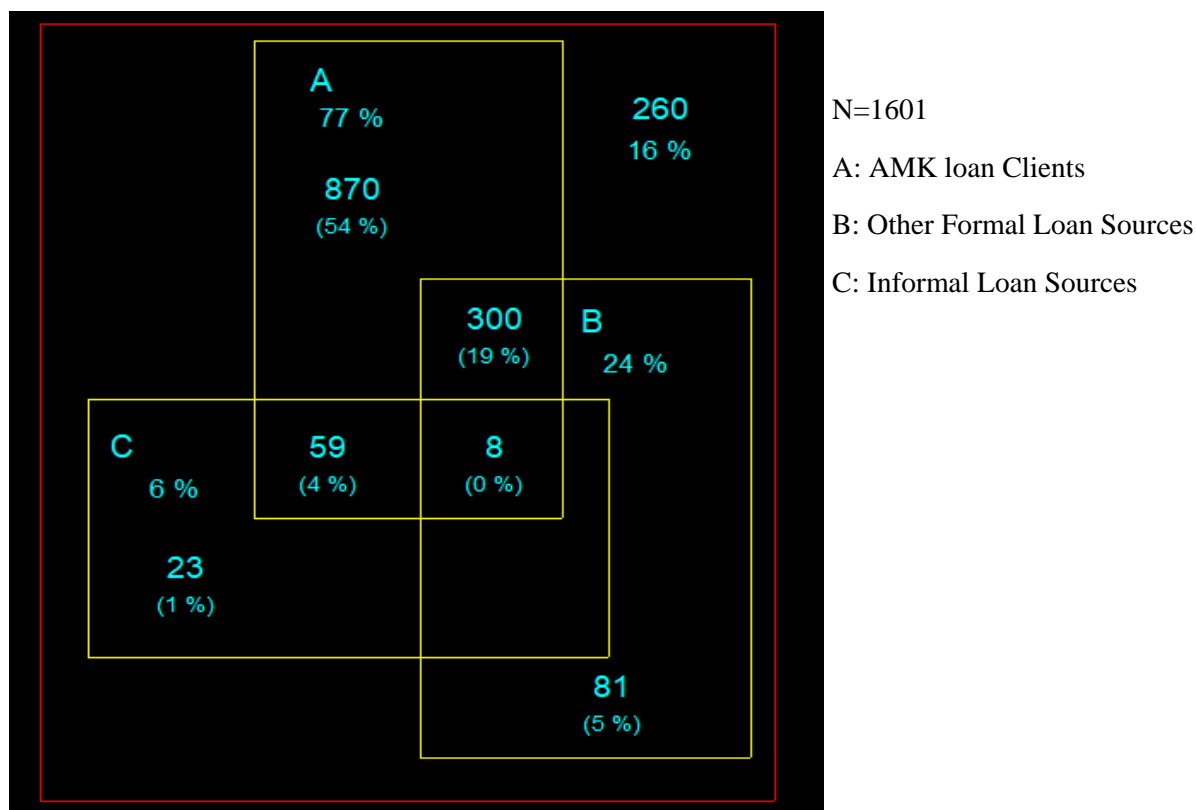 A
77 %
870
(54 %)
260
16 %
300
(19 %)
B
24 %
C
6 %
59
(4 %)
8
(0 %)
23
(1 %)
81
(5 %)
N=1601
A: AMK loan Clients
B: Other Formal Loan Sources
C: Informal Loan Sources